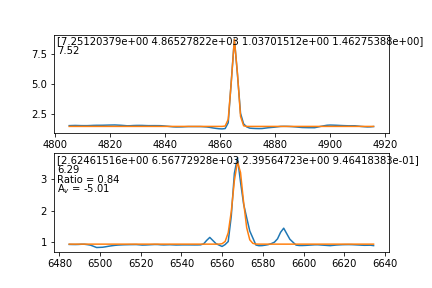 [7.25120379e+00 4.86527822e+03 1.03701512e+00 1.46275388e+00]
7.52
7.5
5.0
2.5
4800 4820 4840 4860 4880 4900 4920
[2.62461516e+00 6.56772928e+03 2.39564723e+00 9.46418383e-01]
6.29
Ratio = 0.84
Aᵥ = -5.01
3
2
1
6480 6500 6520 6540 6560 6580 6600 6620 6640